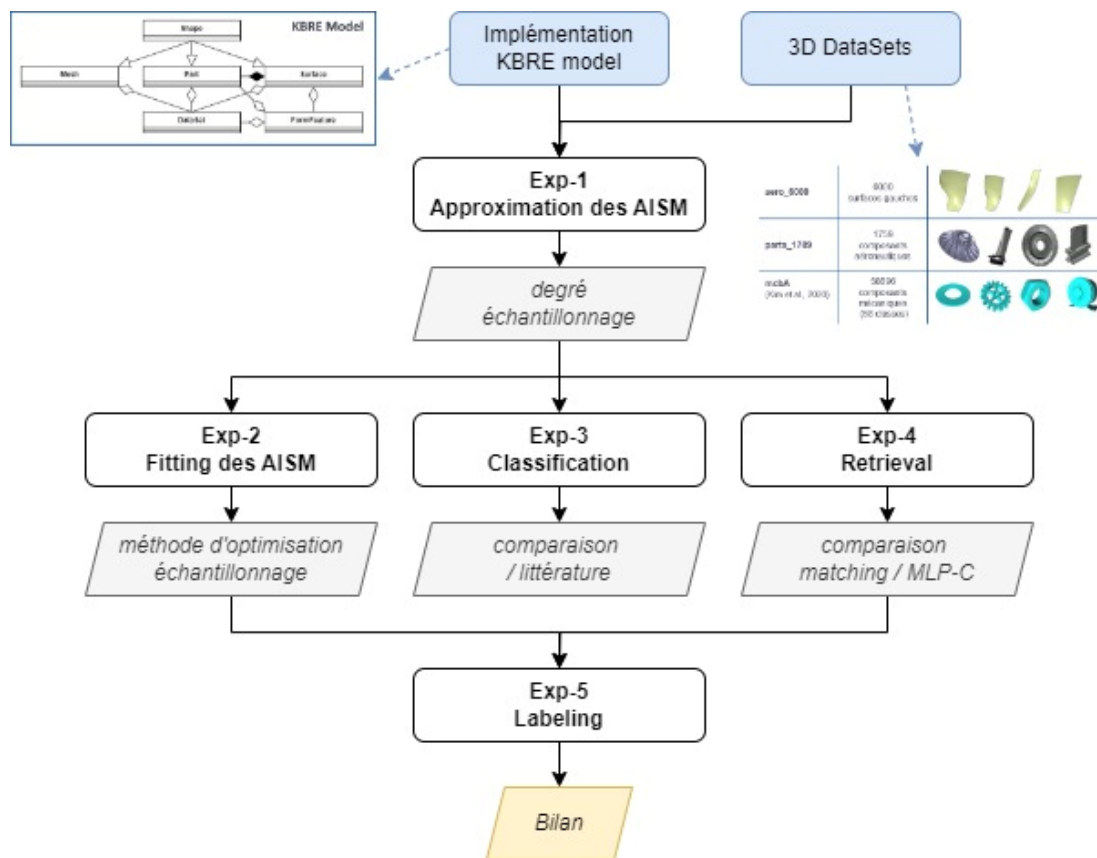 KBRE Model
Shape
Mesh
Part
Surface
DataSet
FormFeature
Implémentation
KBRE model
3D DataSets
Exp-1
Approximation des AISM
aero_6000
6000
surfaces gauches
parts_1789
composants
aéronautiques
mcbA
(Kim et al., 2020)
composants
mécaniques
degré
échantillonnage
Exp-2
Fitting des AISM
Exp-3
Classification
Exp-4
Retrieval
méthode d'optimisation
échantillonnage
comparaison
/ littérature
comparaison
matching / MLP-C
Exp-5
Labeling
Bilan